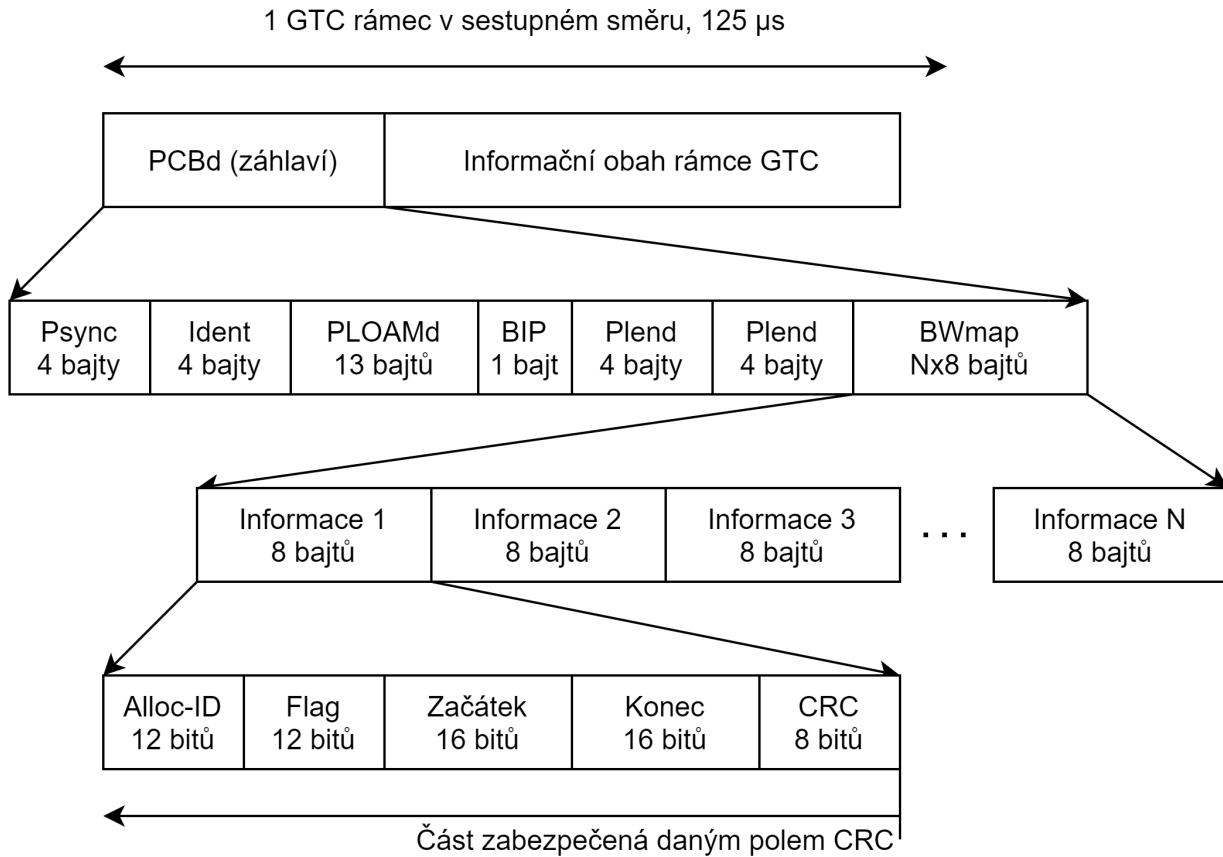 1 GTC rámec v sestupném směru, 125 μs
PCBd (záhlaví)
Informační obah rámce GTC
Psync
4 bajty
Ident
4 bajty
PLOAMd
13 bajtů
BIP
1 bajt
Plend
4 bajty
Plend
4 bajty
BWmap
Nx8 bajtů
Informace 1
8 bajtů
Informace 2
8 bajtů
Informace 3
8 bajtů
...
Informace N
8 bajtů
Alloc-ID
12 bitů
Flag
12 bitů
Začátek
16 bitů
Konec
16 bitů
CRC
8 bitů
Část zabezpečená daným polem CRC